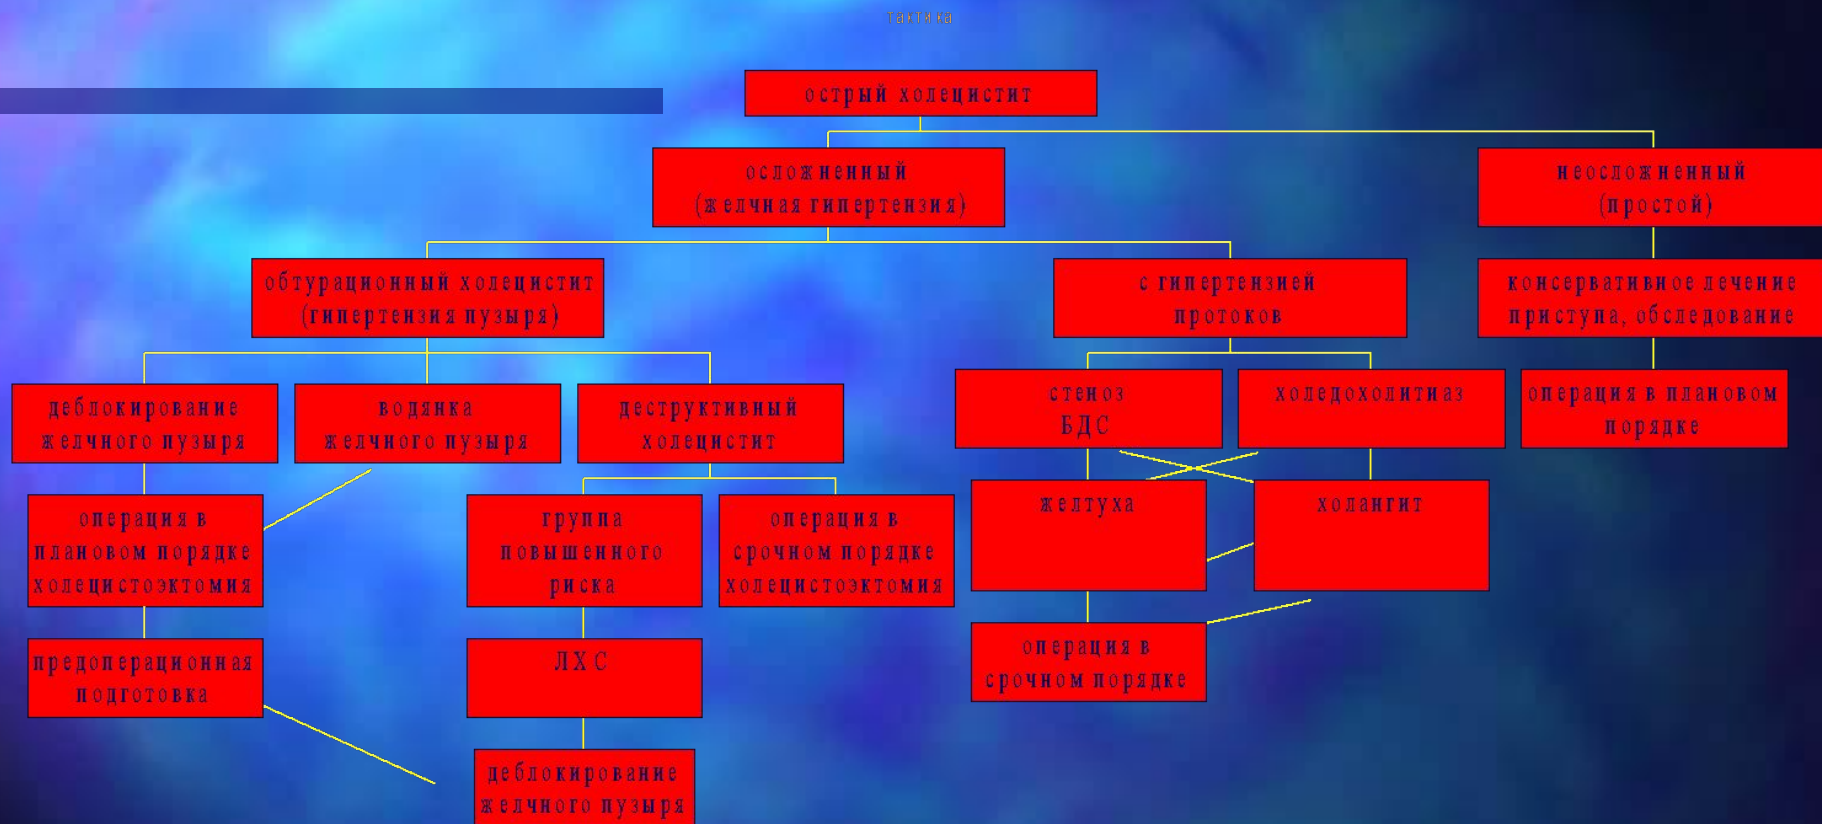 тактика
острый холецистит
осложненный
(желчная гипертензия)
неосложненный
(простой)
обтурационный холецистит
(гипертензия пузыря)
с гипертензией
протоков
консервативное лечение
приступа, обследование
деблокирование
желчного пузыря
водянка
желчного пузыря
деструктивный
холецистит
стеноз
БДС
холедохолитиаз
операция в плановом
порядке
операция в
плановом порядке
холецистоэктомия
группа
повышенного
риска
операция в
срочном порядке
холецистоэктомия
желтуха
холангит
предоперационная
подготовка
ЛХС
операция в
срочном порядке
деблокирование
желчного пузыря